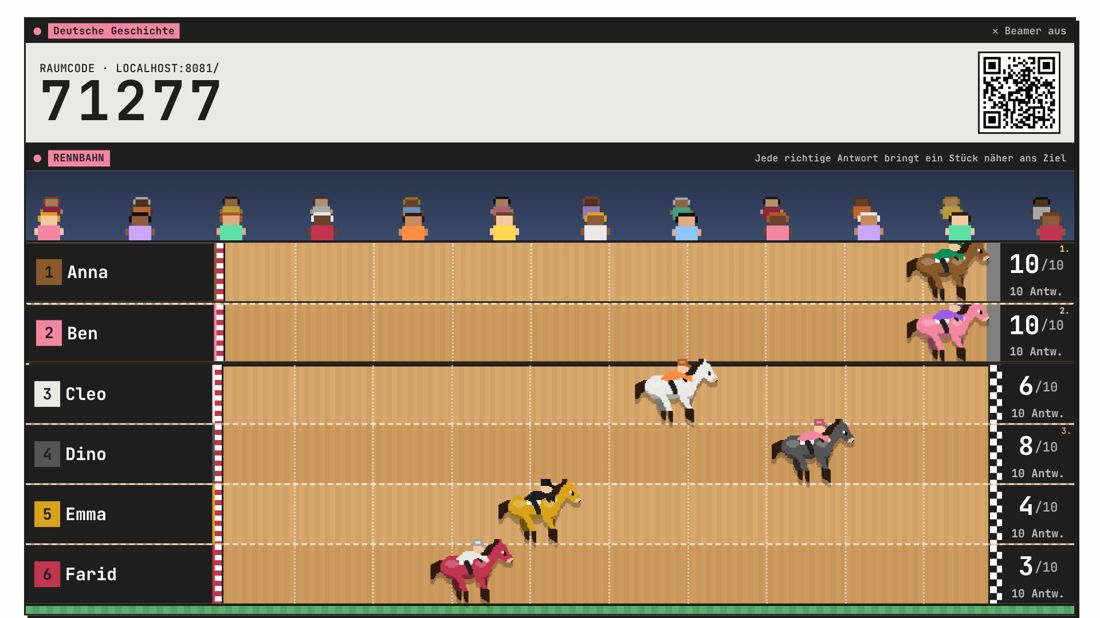 Deutsche Geschichte
× Beamer aus
RAUMCODE · LOCALHOST:8081/
71277
RENNBAHN
Jede richtige Antwort bringt ein Stück näher ans Ziel
1 Anna
1.
10/10
10 Antw.
2 Ben
2.
10/10
10 Antw.
3 Cleo
6/10
10 Antw.
4 Dino
3.
8/10
10 Antw.
5 Emma
4/10
10 Antw.
6 Farid
3/10
10 Antw.